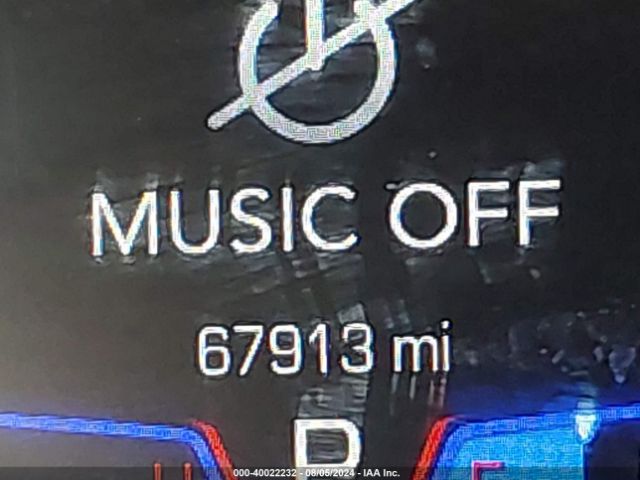 MUSIC OFF
67913 mi
P
H F
000-40022232 - 08/05/2024 - IAA Inc.